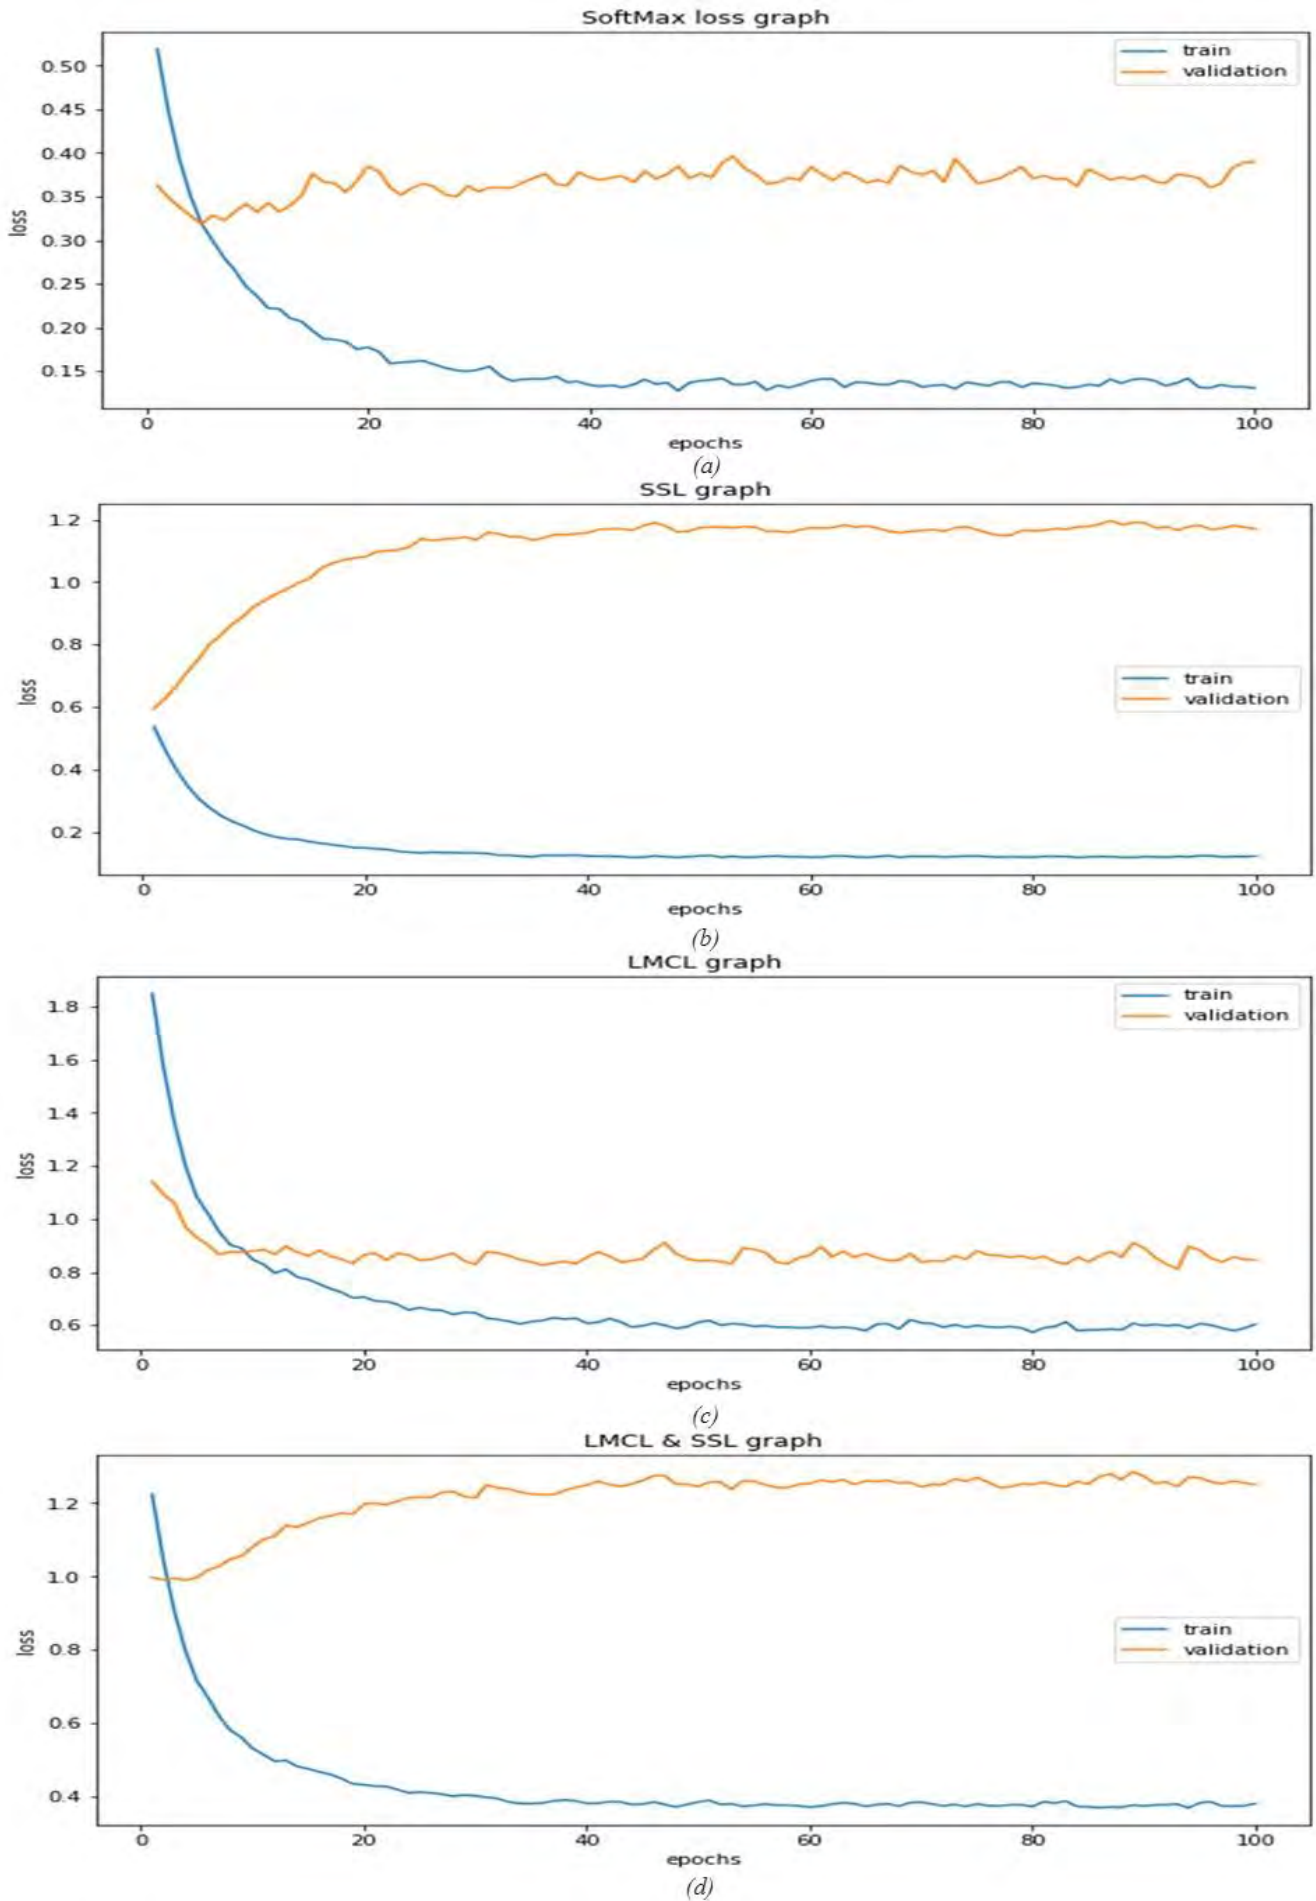 SoftMax loss graph
train
validation
0.50
0.45
0.40
0.35
0.30
0.25
0.20
0.15
loss
0 20 40 60 80 100
epochs
(a)
SSL graph
1.2
1.0
0.8
0.6
0.4
0.2
loss
train
validation
0 20 40 60 80 100
epochs
(b)
LMCL graph
train
validation
1.8
1.6
1.4
1.2
1.0
0.8
0.6
loss
0 20 40 60 80 100
epochs
(c)
LMCL & SSL graph
1.2
1.0
0.8
0.6
0.4
loss
train
validation
0 20 40 60 80 100
epochs
(d)